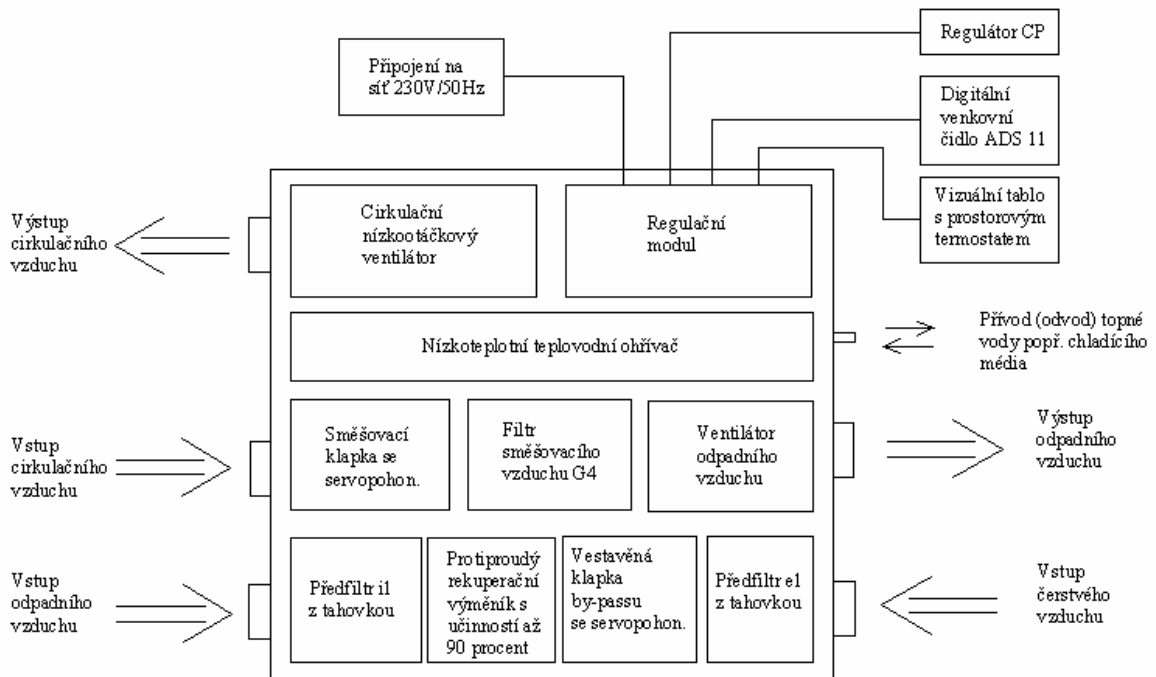 Regulátor CP
Připojení na
síť 230V/50Hz
Digitální
venkovní
čidlo ADS 11
Vizuální tablo
s prostorovým
termostatem
Výstup
cirkulačního
vzduchu
Cirkulační
nízkootáčkový
ventilátor
Regulační
modul
Nízkoteplotní teplovodní ohřívač
Přívod (odvod) topné
vody popř. chladícího
média
Vstup
cirkulačního
vzduchu
Směšovací
klapka se
servopohon.
Filtr
směšovacího
vzduchu G4
Ventilátor
odpadního
vzduchu
Výstup
odpadního
vzduchu
Vstup
odpadního
vzduchu
Předfiltr i1
z tahovkou
Protiproudý
rekuperační
výměník s
učinností až
90 procent
Vestavěná
klapka
by-passu
se servopohon.
Předfiltr e1
z tahovkou
Vstup
čerstvého
vzduchu